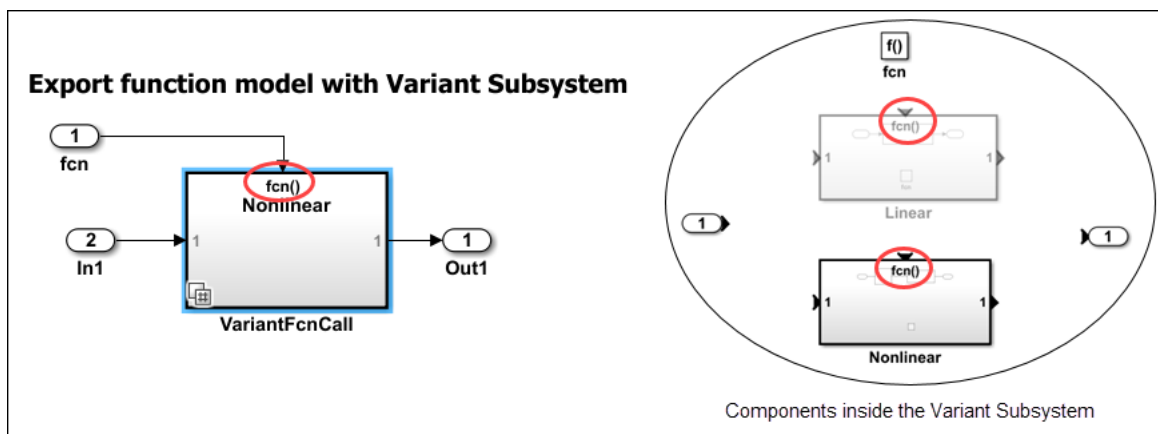 Export function model with Variant Subsystem
1
fcn
fcn()
Nonlinear
2
In1
1
1
1
Out1
VariantFcnCall
f()
fcn
fcn()
1
1
Linear
1
1
fcn()
1
1
Nonlinear
Components inside the Variant Subsystem